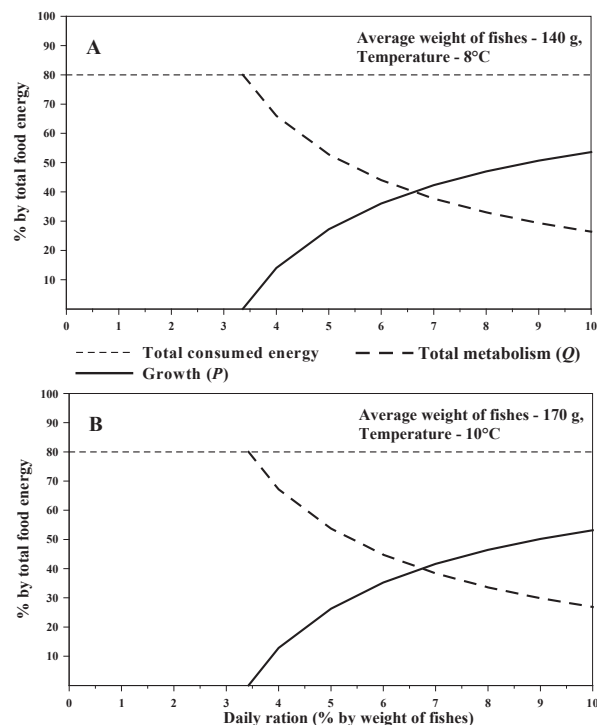 100
90
80
70
60
50
40
30
20
10
% by total food energy
A
Average weight of fishes - 140 g,
Temperature - 8°C
0 1 2 3 4 5 6 7 8 9 10
Total consumed energy
Total metabolism (Q)
Growth (P)
100
90
80
70
60
50
40
30
20
10
% by total food energy
B
Average weight of fishes - 170 g,
Temperature - 10°C
0 1 2 3 4 5 6 7 8 9 10
Daily ration (% by weight of fishes)